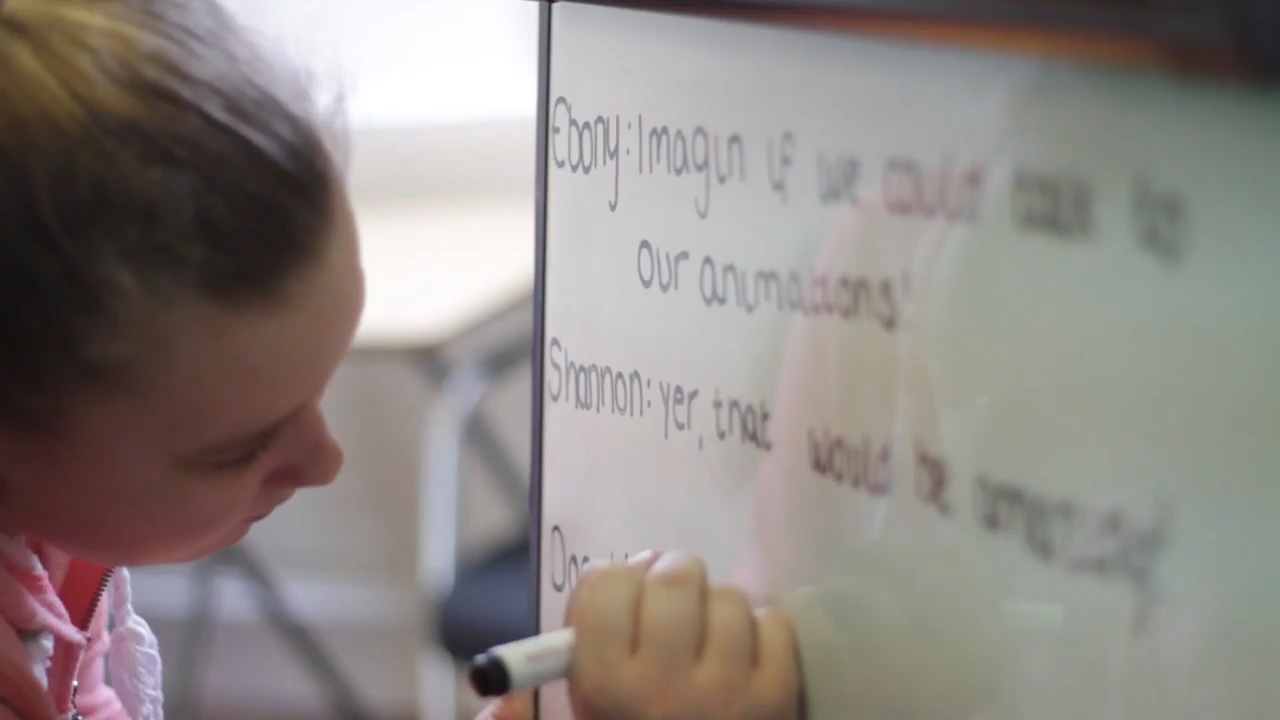 Ebony: Imagin if we could talk to
our animations!
Shannon: yer, that would be amazing!